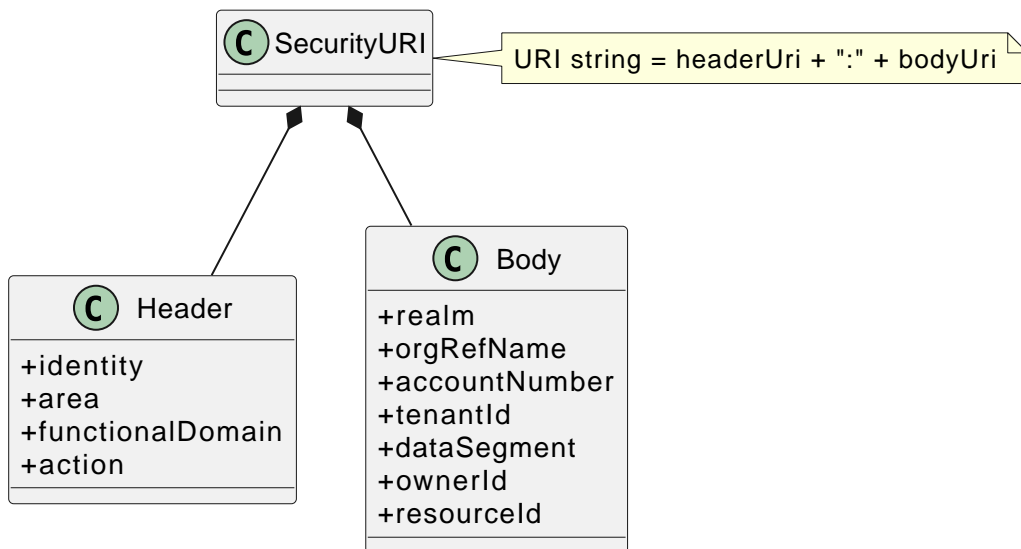 C SecurityURI
URI string = headerUri + ":" + bodyUri
C Header
+identity
+area
+functionalDomain
+action
C Body
+realm
+orgRefName
+accountNumber
+tenantId
+dataSegment
+ownerId
+resourceId